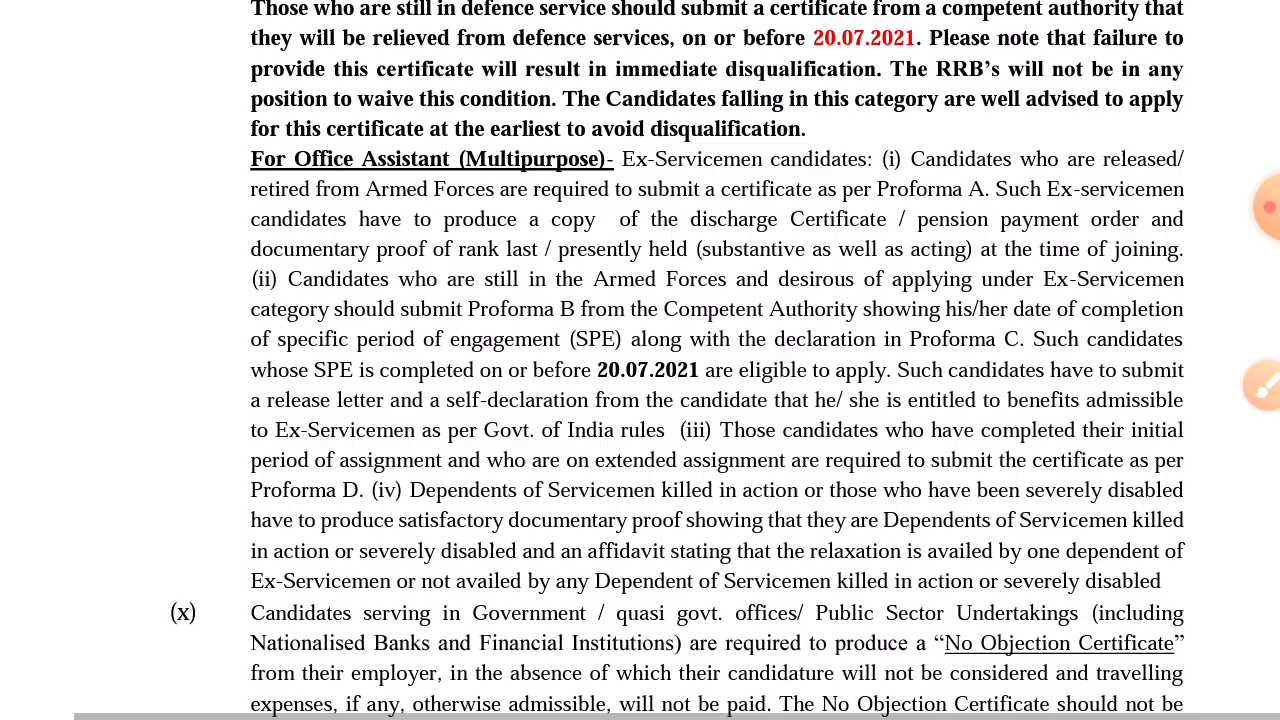 Those who are still in defence service should submit a certificate from a competent authority that
they will be relieved from defence services, on or before 20.07.2021. Please note that failure to
provide this certificate will result in immediate disqualification. The RRB’s will not be in any
position to waive this condition. The Candidates falling in this category are well advised to apply
for this certificate at the earliest to avoid disqualification.
For Office Assistant (Multipurpose)- Ex-Servicemen candidates: (i) Candidates who are released/
retired from Armed Forces are required to submit a certificate as per Proforma A. Such Ex-servicemen
candidates have to produce a copy of the discharge Certificate / pension payment order and
documentary proof of rank last / presently held (substantive as well as acting) at the time of joining.
(ii) Candidates who are still in the Armed Forces and desirous of applying under Ex-Servicemen
category should submit Proforma B from the Competent Authority showing his/her date of completion
of specific period of engagement (SPE) along with the declaration in Proforma C. Such candidates
whose SPE is completed on or before 20.07.2021 are eligible to apply. Such candidates have to submit
a release letter and a self-declaration from the candidate that he/ she is entitled to benefits admissible
to Ex-Servicemen as per Govt. of India rules (iii) Those candidates who have completed their initial
period of assignment and who are on extended assignment are required to submit the certificate as per
Proforma D. (iv) Dependents of Servicemen killed in action or those who have been severely disabled
have to produce satisfactory documentary proof showing that they are Dependents of Servicemen killed
in action or severely disabled and an affidavit stating that the relaxation is availed by one dependent of
Ex-Servicemen or not availed by any Dependent of Servicemen killed in action or severely disabled
(x) Candidates serving in Government / quasi govt. offices/ Public Sector Undertakings (including
Nationalised Banks and Financial Institutions) are required to produce a “No Objection Certificate”
from their employer, in the absence of which their candidature will not be considered and travelling
expenses, if any, otherwise admissible, will not be paid. The No Objection Certificate should not be